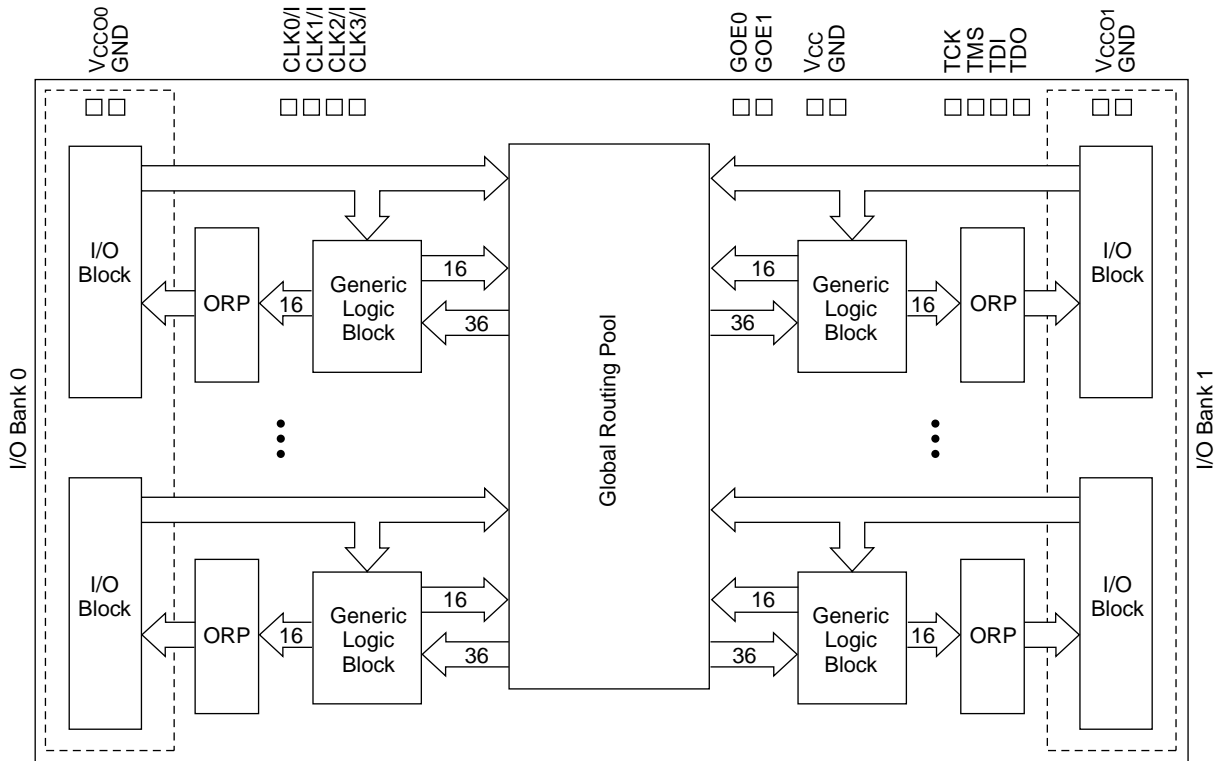 VCCO0
GND
CLK0/I
CLK1/I
CLK2/I
CLK3/I
GOE0
GOE1
VCC
GND
TCK
TMS
TDI
TDO
VCCO1
GND
I/O Bank 0
I/O
Block
ORP
16
Generic
Logic
Block
16
36
Global Routing Pool
16
36
Generic
Logic
Block
16
ORP
I/O
Block
I/O Bank 1
I/O
Block
ORP
16
Generic
Logic
Block
16
36
16
36
Generic
Logic
Block
16
ORP
I/O
Block